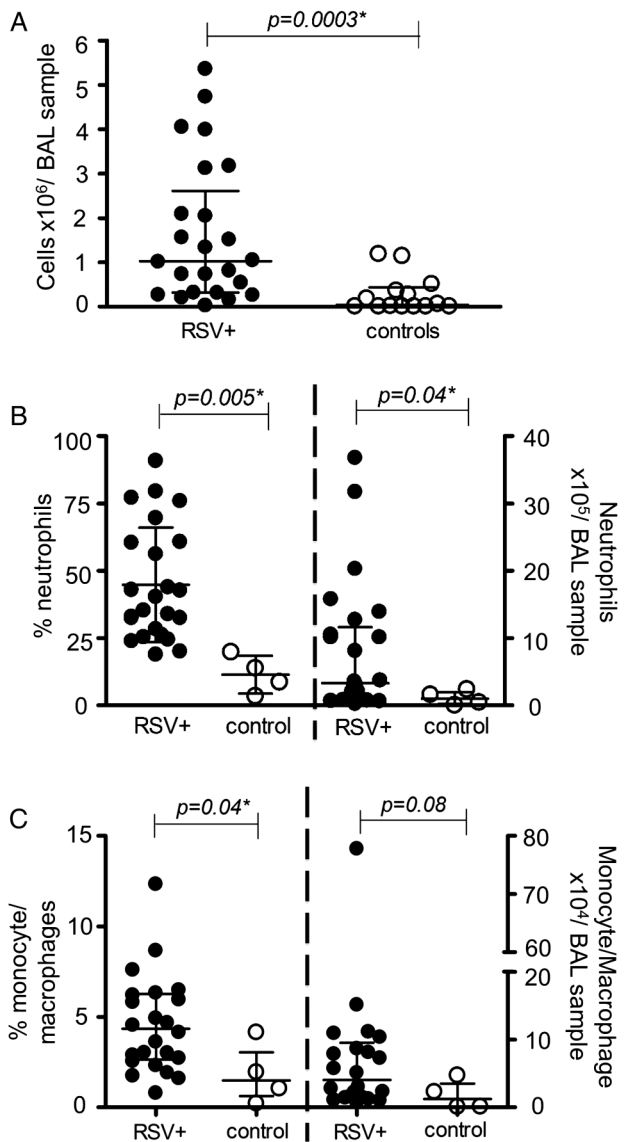 A
p=0.0003*
Cells x10⁶/ BAL sample
6
5
4
3
2
1
0
RSV+
controls
B
p=0.005*
p=0.04*
% neutrophils
100
75
50
25
0
40
30
20
10
0
Neutrophils
x10⁵/ BAL sample
RSV+
control
RSV+
control
C
p=0.04*
p=0.08
% monocyte/
macrophages
15
10
5
0
80
70
60
20
10
0
Monocyte/Macrophage
x10⁴/ BAL sample
RSV+
control
RSV+
control